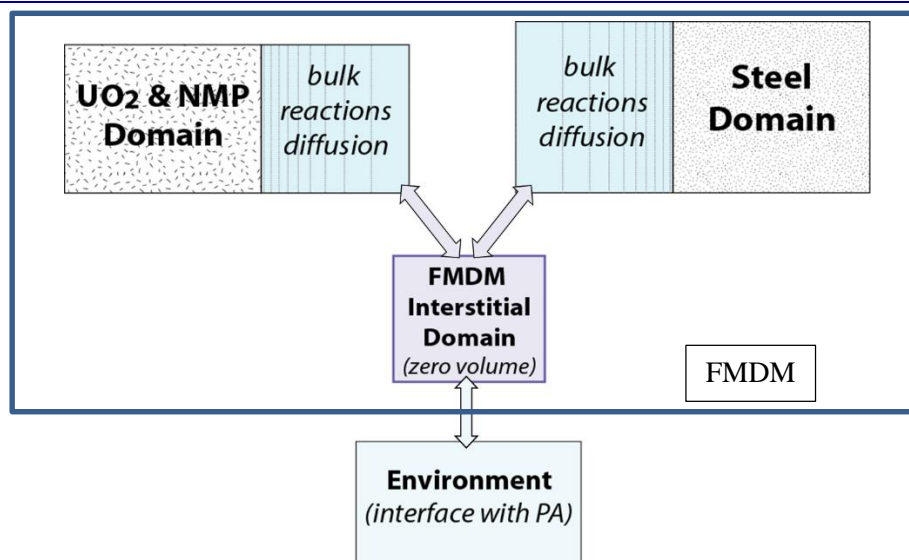 UO2 & NMP
Domain
bulk
reactions
diffusion
bulk
reactions
diffusion
Steel
Domain
FMDM
Interstitial
Domain
(zero volume)
FMDM
Environment
(interface with PA)